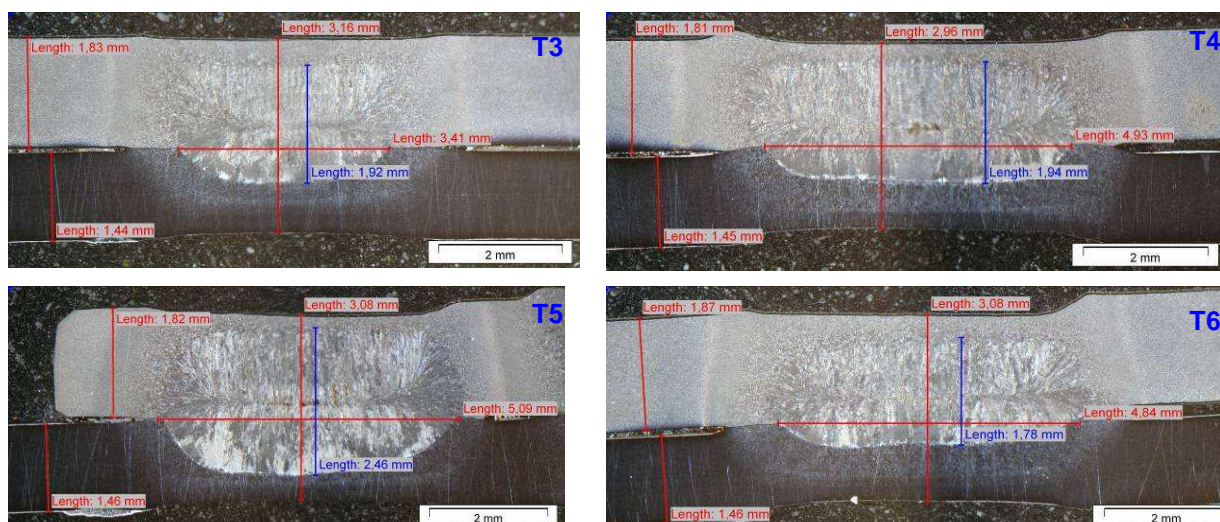 Length: 3,16 mm
Length: 1,83 mm
T3
Length: 3,41 mm
Length: 1,92 mm
Length: 1,44 mm
2 mm
Length: 1,81 mm
Length: 2,96 mm
T4
Length: 4,93 mm
Length: 1,94 mm
Length: 1,45 mm
2 mm
Length: 3,08 mm
Length: 1,82 mm
T5
Length: 5,09 mm
Length: 2,46 mm
Length: 1,46 mm
2 mm
Length: 1,87 mm
Length: 3,08 mm
T6
Length: 4,84 mm
Length: 1,78 mm
Length: 1,46 mm
2 mm